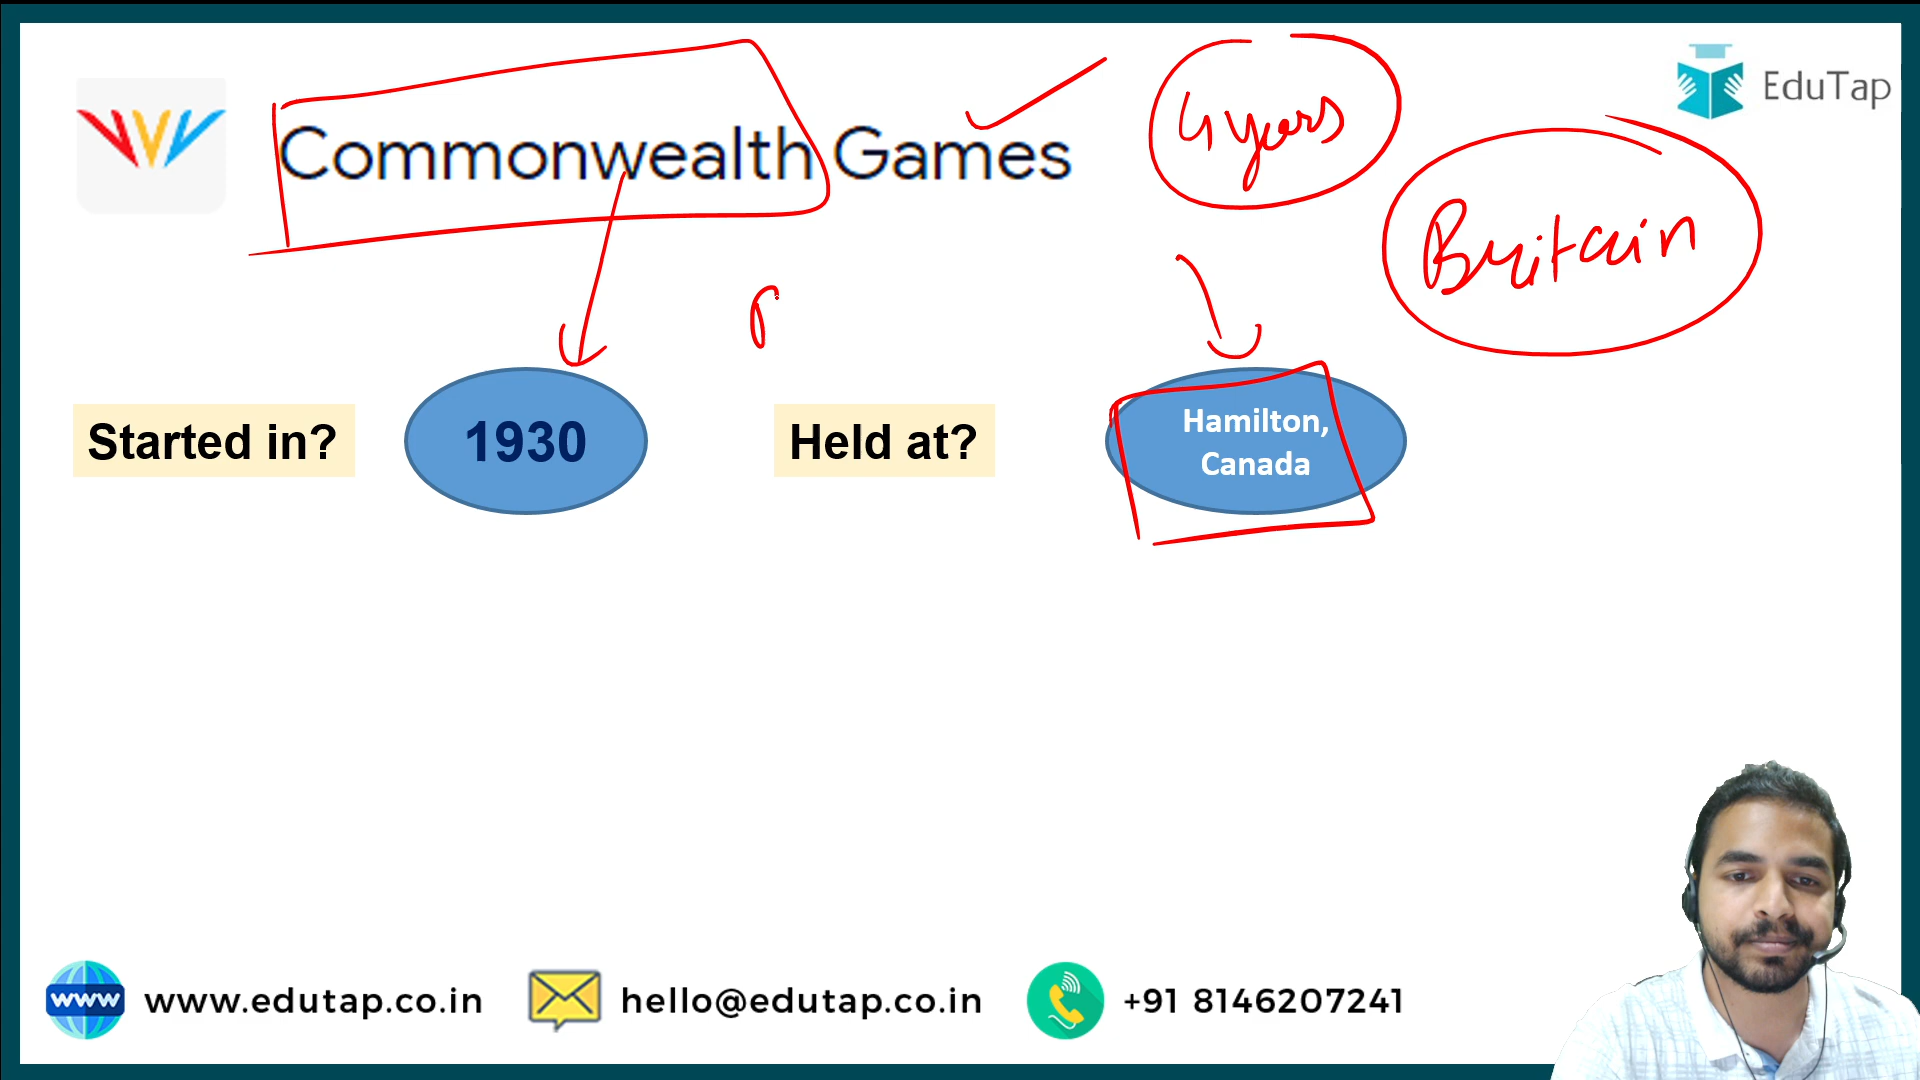 Commonwealth Games
4 years
EduTap
Britain
Started in?
1930
Held at?
Hamilton,
Canada
www
www.edutap.co.in
hello@edutap.co.in
+91 8146207241